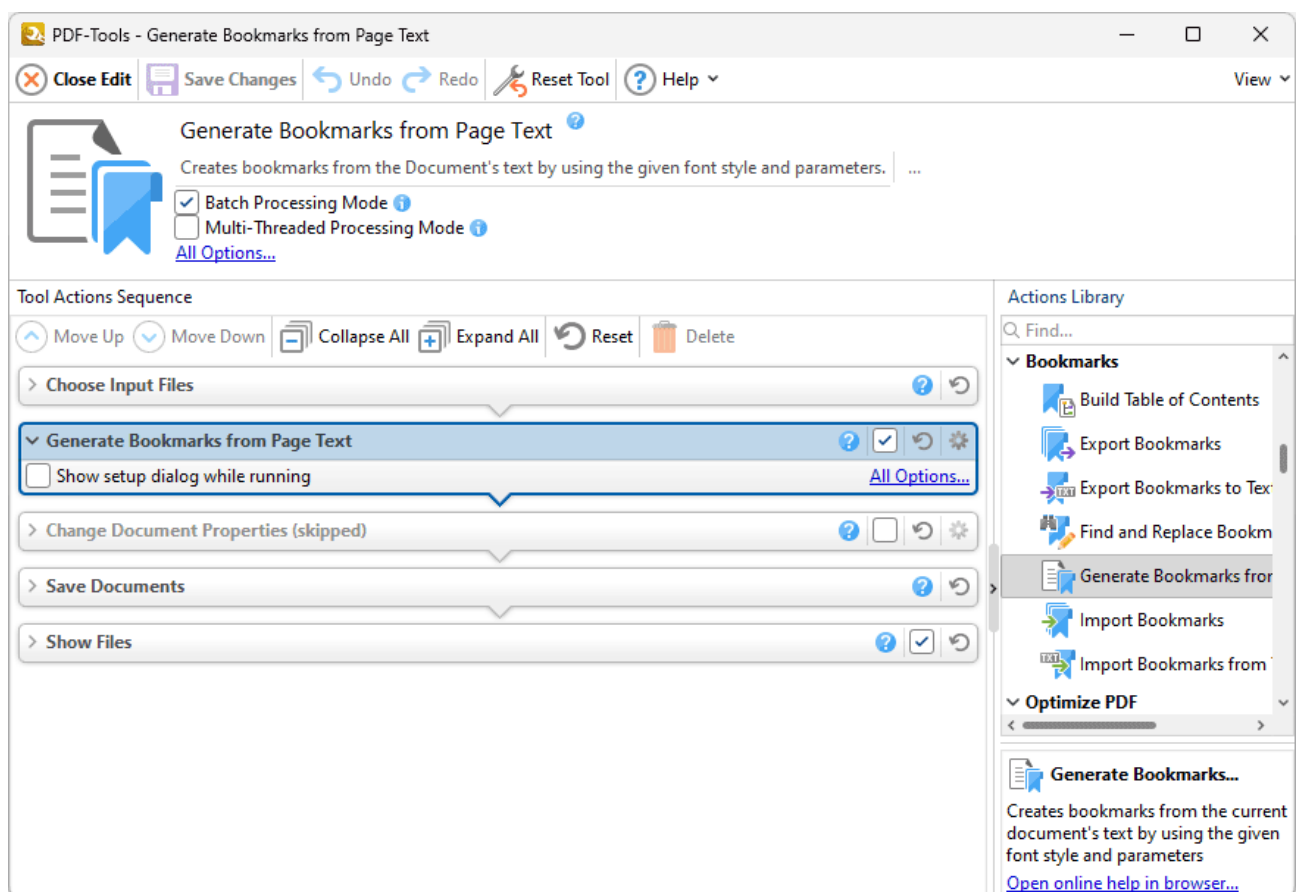 PDF-Tools - Generate Bookmarks from Page Text
Close Edit Save Changes Undo Redo Reset Tool Help View
Generate Bookmarks from Page Text
Creates bookmarks from the Document's text by using the given font style and parameters. ...
Batch Processing Mode
Multi-Threaded Processing Mode
All Options...
Tool Actions Sequence
Move Up Move Down Collapse All Expand All Reset Delete
Choose Input Files
Generate Bookmarks from Page Text
Show setup dialog while running All Options...
Change Document Properties (skipped)
Save Documents
Show Files
Actions Library
Find...
Bookmarks
Build Table of Contents
Export Bookmarks
Export Bookmarks to Tex
Find and Replace Bookm
Generate Bookmarks fror
Import Bookmarks
Import Bookmarks from
Optimize PDF
Generate Bookmarks...
Creates bookmarks from the current
document's text by using the given
font style and parameters
Open online help in browser...